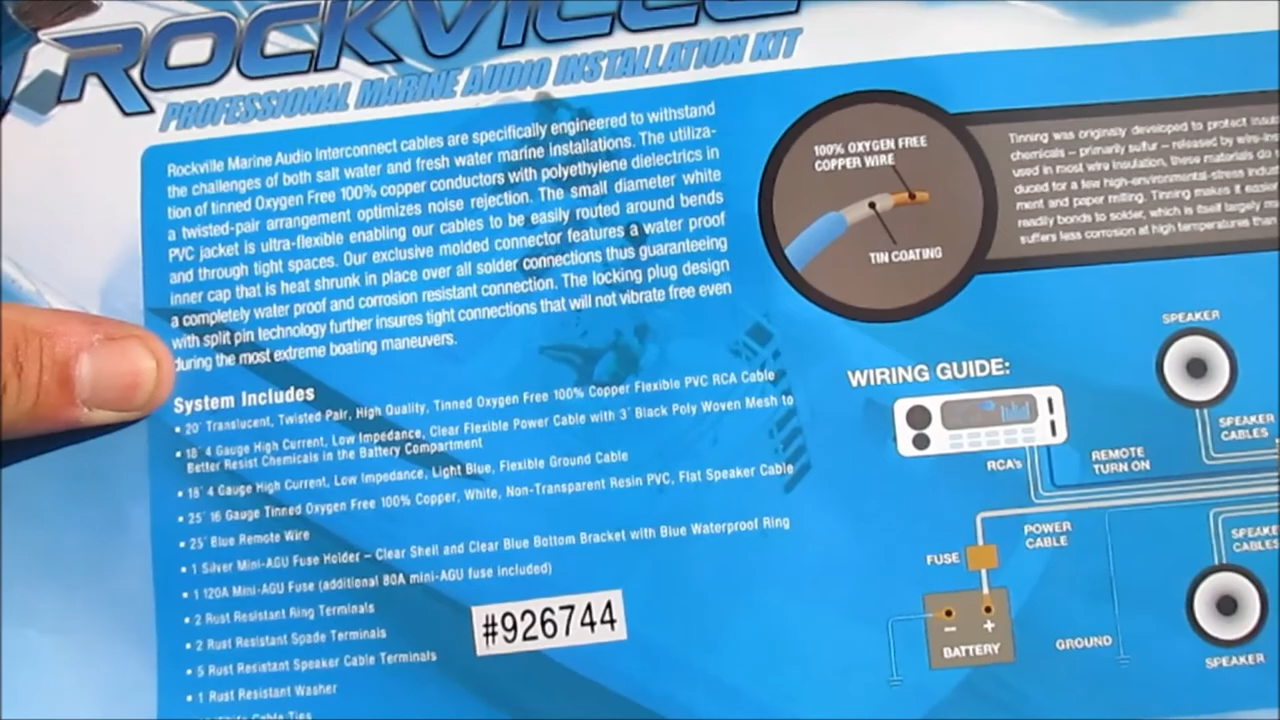 ROCKVILLE
PROFESSIONAL MARINE AUDIO INSTALLATION KIT
Rockville Marine Audio Interconnect cables are specifically engineered to withstand
the challenges of both salt water and fresh water marine installations. The utiliza-
tion of tinned Oxygen Free 100% copper conductors with polyethylene dielectrics in
a twisted-pair arrangement optimizes noise rejection. The small diameter white
PVC jacket is ultra-flexible enabling our cables to be easily routed around bends
and through tight spaces. Our exclusive molded connector features a water proof
inner cap that is heat shrunk in place over all solder connections thus guaranteeing
a completely water proof and corrosion resistant connection. The locking plug design
with split pin technology further insures tight connections that will not vibrate free even
during the most extreme boating maneuvers.
System Includes
• 20' Translucent, Twisted Pair, High Quality, Tinned Oxygen Free 100% Copper Flexible PVC RCA Cable
• 18' 4 Gauge High Current, Low Impedance, Clear Flexible Power Cable with 3' Black Poly Woven Mesh to
Better Resist Chemicals in the Battery Compartment
• 18' 4 Gauge High Current, Low Impedance, Light Blue, Flexible Ground Cable
• 25' 16 Gauge Tinned Oxygen Free 100% Copper, White, Non-Transparent Resin PVC, Flat Speaker Cable
• 25' Blue Remote Wire
• 1 Silver Mini-AGU Fuse Holder – Clear Shell and Clear Blue Bottom Bracket with Blue Waterproof Ring
• 1 120A Mini-AGU Fuse (additional 80A mini-AGU fuse included)
• 2 Rust Resistant Ring Terminals
• 2 Rust Resistant Spade Terminals
• 5 Rust Resistant Speaker Cable Terminals
• 1 Rust Resistant Washer
Cable Ties
#926744
100% OXYGEN FREE
COPPER WIRE
TIN COATING
Tinning was originally developed to protect
chemicals – primarily sulfur – released by
used in most wire insulation, these materials do
duced for a few high-environmental-stress
ment and paper milling. Tinning makes it easier
readily bonds to solder, which is itself largely
suffers less corrosion at high temperatures than
WIRING GUIDE:
SPEAKER
SPEAKER
CABLES
RCA's
REMOTE
TURN ON
POWER
CABLE
FUSE
SPEAKE
CABLES
- +
BATTERY
GROUND
SPEAKER